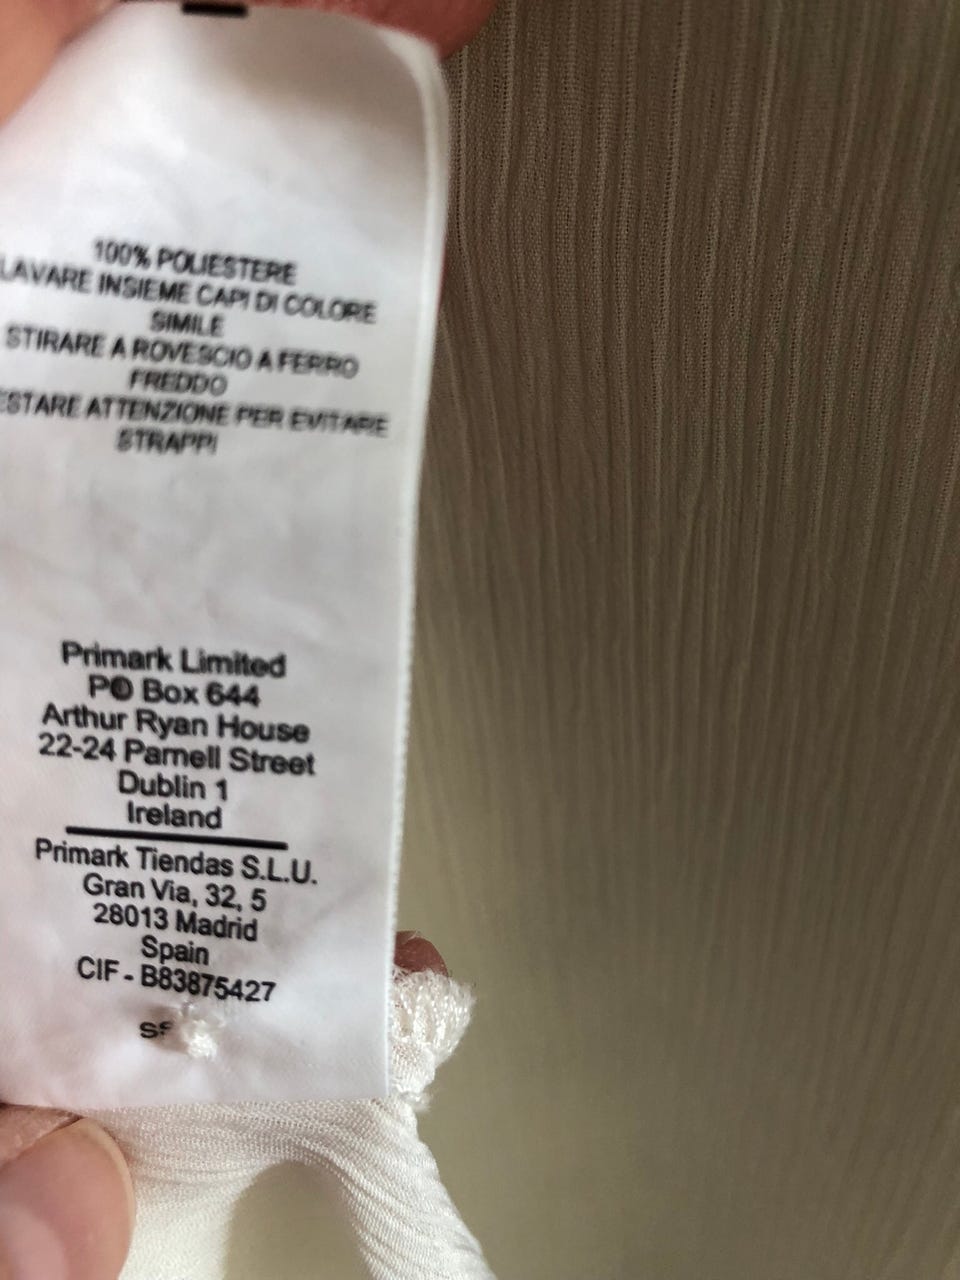 100% POLIESTERE
LAVARE INSIEME CAPI DI COLORE
SIMILE
STIRARE A ROVESCIO A FERRO
FREDDO
ATTENZIONE PER EVITARE
STRAPPI
Primark Limited
PO Box 644
Arthur Ryan House
22-24 Parnell Street
Dublin 1
Ireland
Primark Tiendas S.L.U.
Gran Via, 32, 5
28013 Madrid
Spain
CIF - B83875427